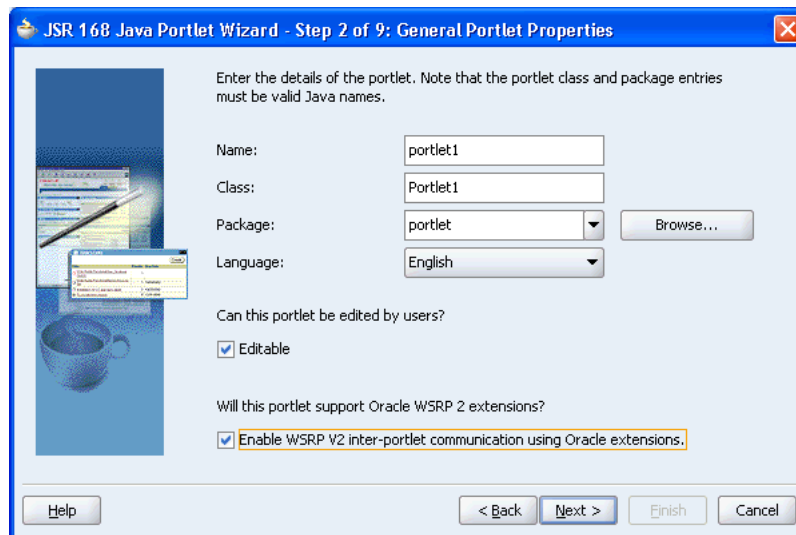 JSR 168 Java Portlet Wizard - Step 2 of 9: General Portlet Properties
Enter the details of the portlet. Note that the portlet class and package entries
must be valid Java names.
Name: portlet1
Class: Portlet1
Package: portlet Browse...
Language: English
Can this portlet be edited by users?
Editable
Will this portlet support Oracle WSRP 2 extensions?
Enable WSRP V2 inter-portlet communication using Oracle extensions.
Help < Back Next > Finish Cancel